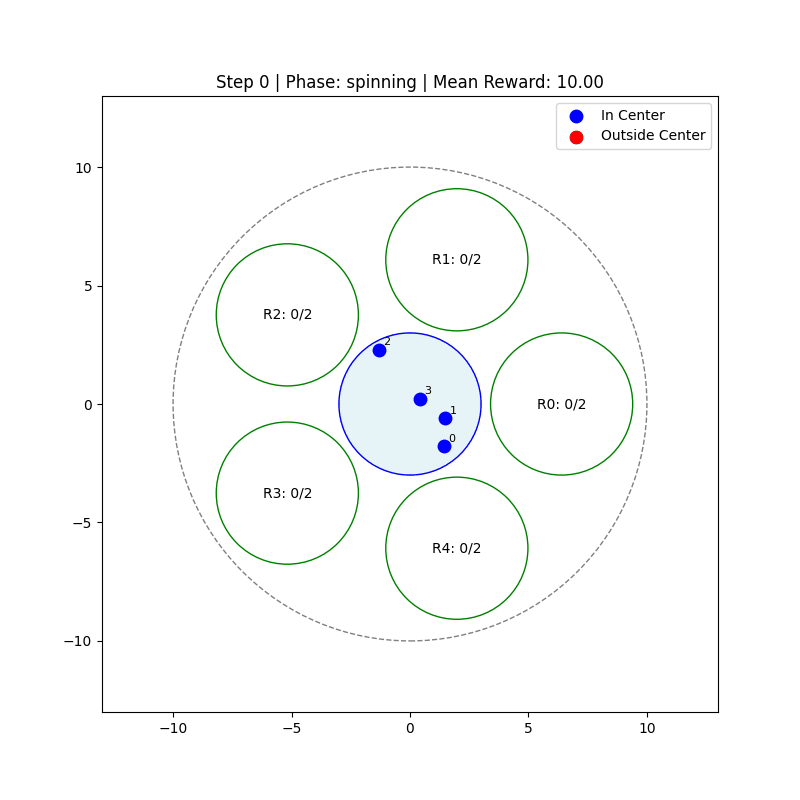 Step 0 | Phase: spinning | Mean Reward: 10.00
In Center
Outside Center
10
5
0
−5
−10
R1: 0/2
R2: 0/2
R0: 0/2
R3: 0/2
R4: 0/2
2
3
1
0
−10
−5
0
5
10